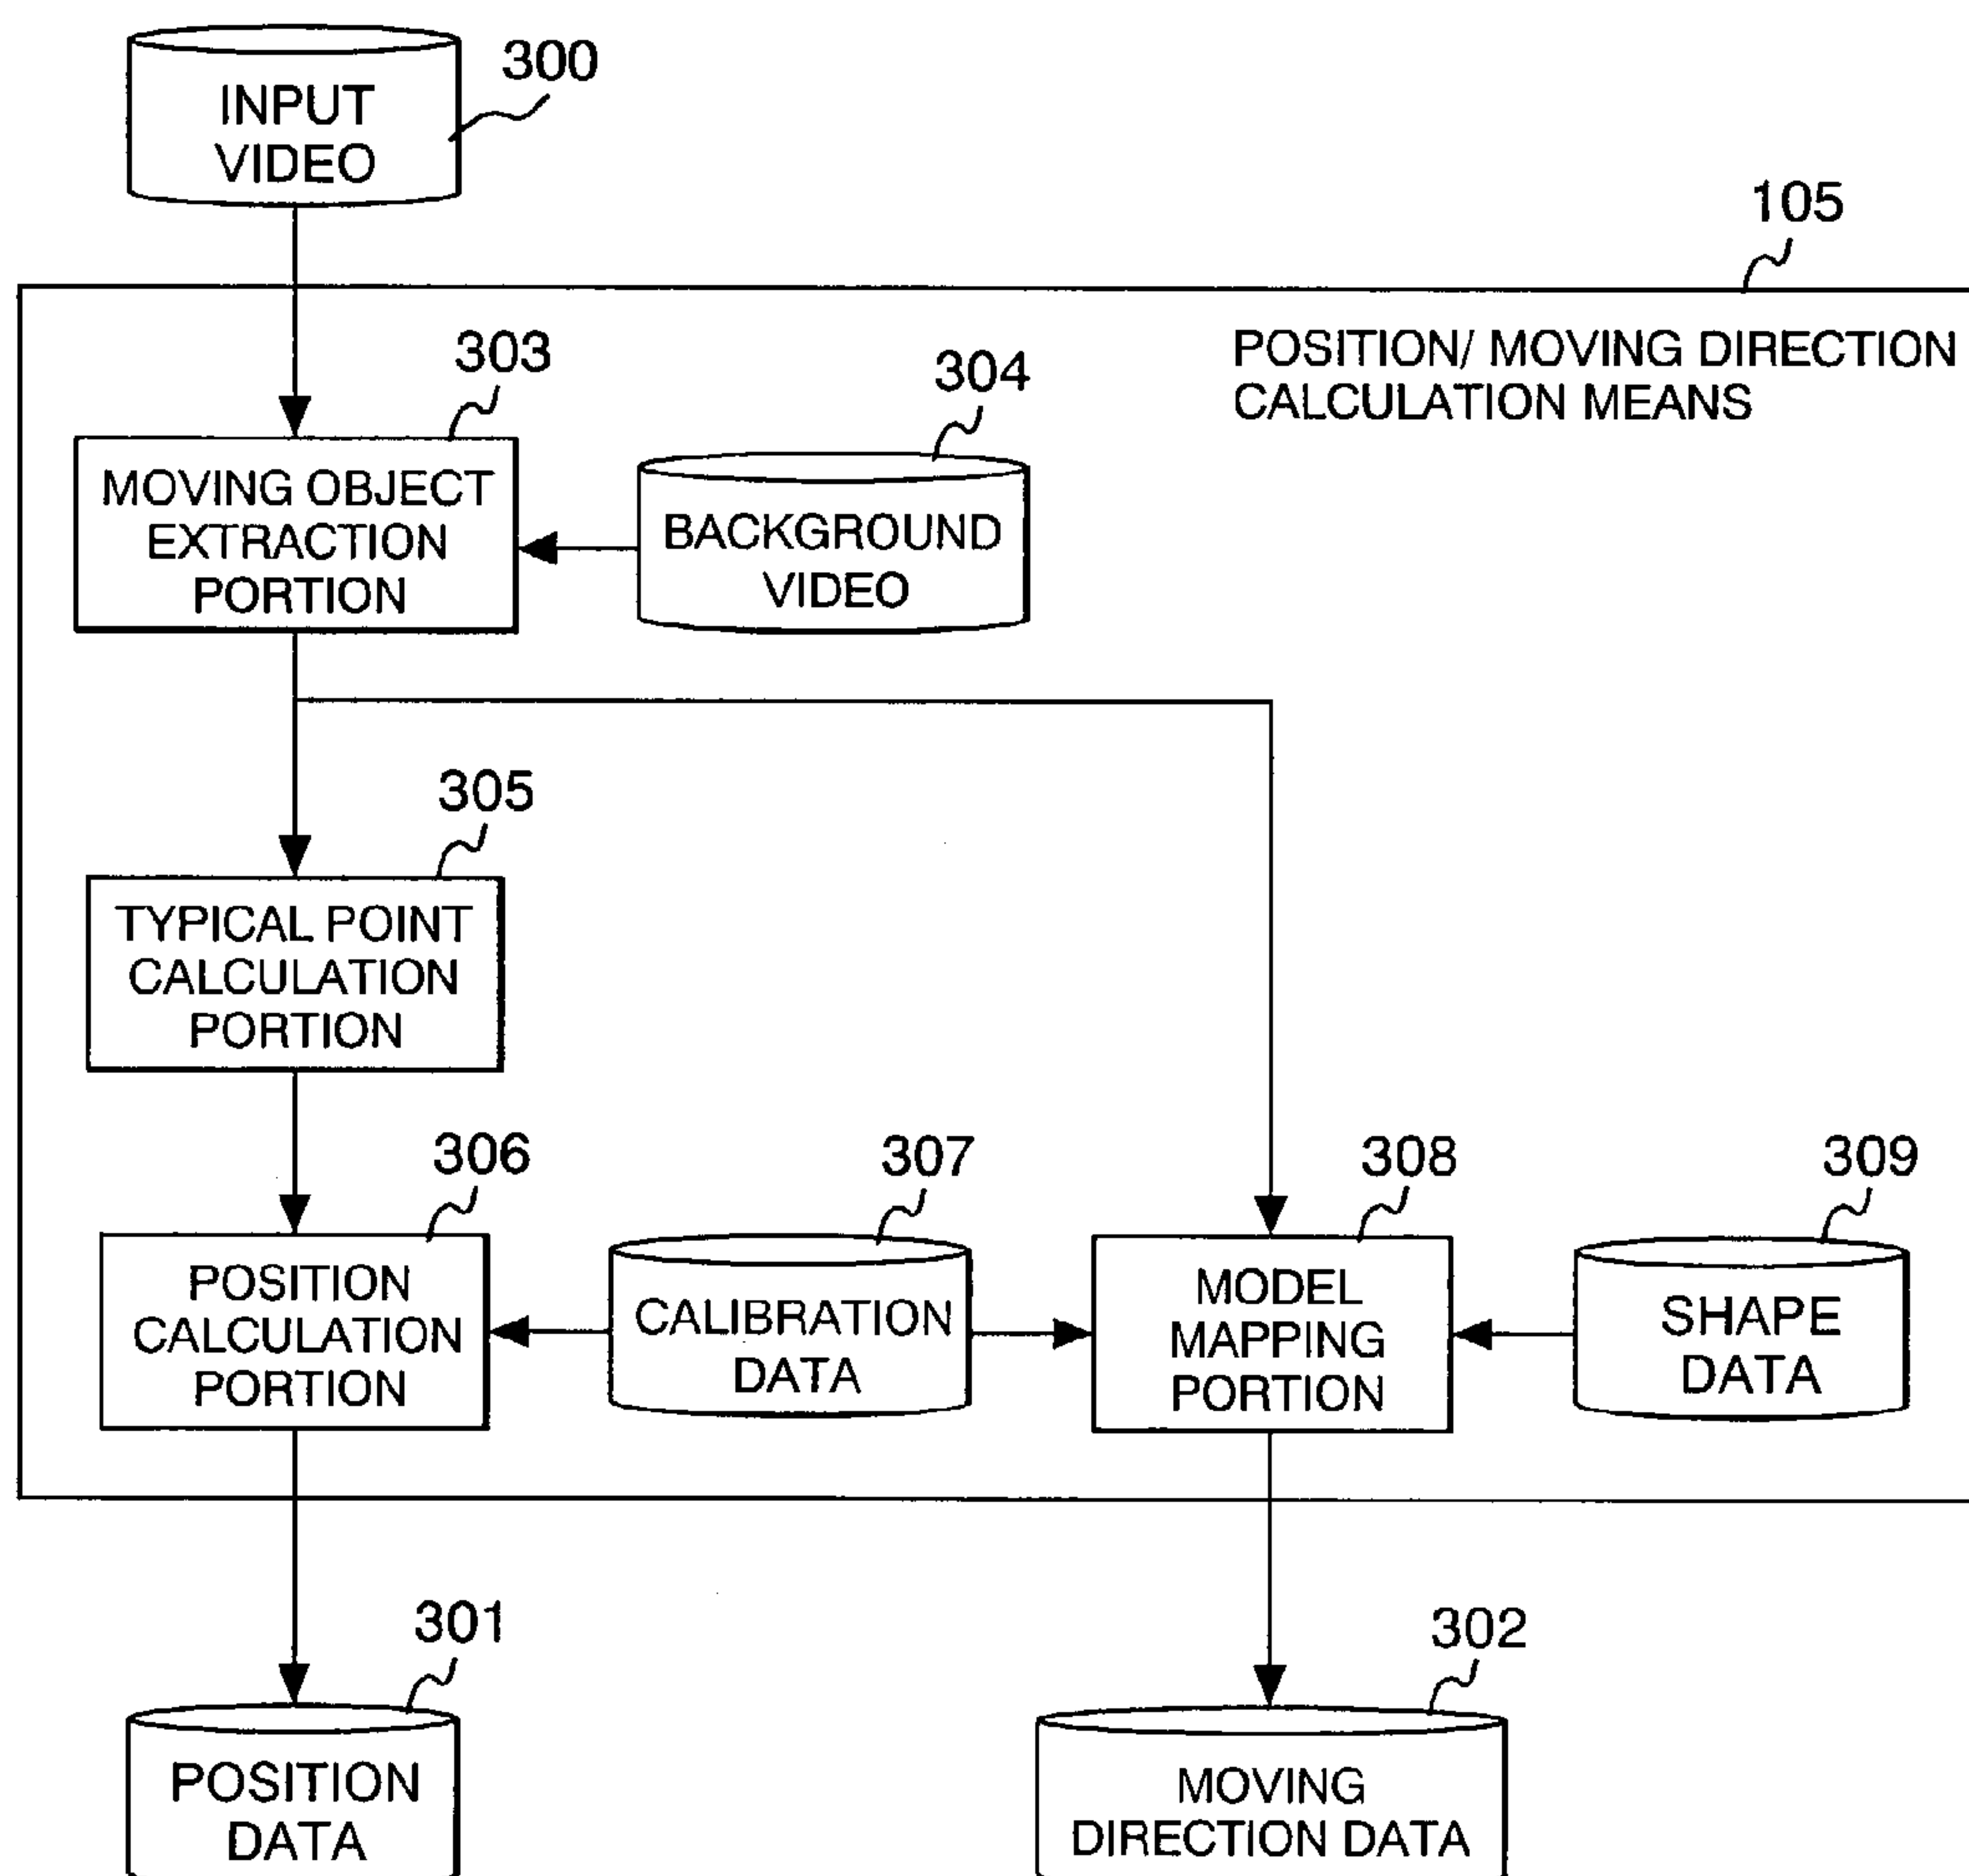 300
INPUT
VIDEO
105
POSITION/ MOVING DIRECTION
CALCULATION MEANS
303
304
MOVING OBJECT
EXTRACTION
PORTION
BACKGROUND
VIDEO
305
TYPICAL POINT
CALCULATION
PORTION
306
307
308
309
POSITION
CALCULATION
PORTION
CALIBRATION
DATA
MODEL
MAPPING
PORTION
SHAPE
DATA
301
302
POSITION
DATA
MOVING
DIRECTION DATA